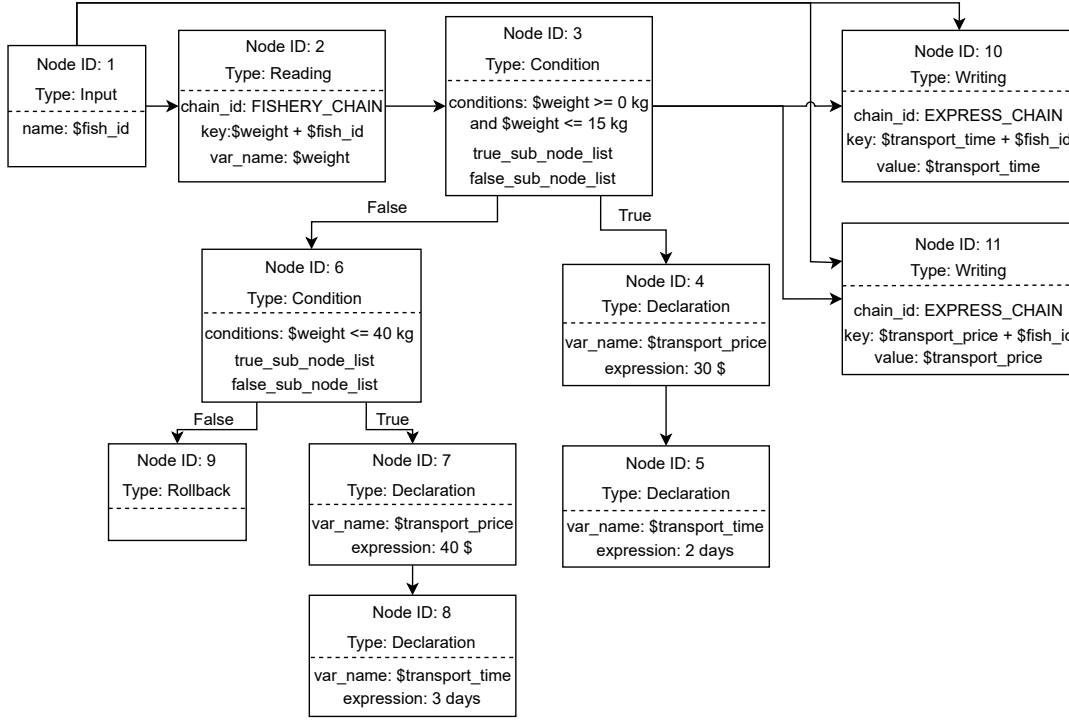 Node ID: 1
Type: Input
name: $fish_id
Node ID: 2
Type: Reading
chain_id: FISHERY_CHAIN
key:$weight + $fish_id
var_name: $weight
Node ID: 3
Type: Condition
conditions: $weight >= 0 kg
and $weight <= 15 kg
true_sub_node_list
false_sub_node_list
Node ID: 10
Type: Writing
chain_id: EXPRESS_CHAIN
key: $transport_time + $fish_id
value: $transport_time
False
True
Node ID: 11
Type: Writing
chain_id: EXPRESS_CHAIN
key: $transport_price + $fish_id
value: $transport_price
Node ID: 6
Type: Condition
conditions: $weight <= 40 kg
true_sub_node_list
false_sub_node_list
Node ID: 4
Type: Declaration
var_name: $transport_price
expression: 30 $
False
True
Node ID: 9
Type: Rollback
Node ID: 7
Type: Declaration
var_name: $transport_price
expression: 40 $
Node ID: 5
Type: Declaration
var_name: $transport_time
expression: 2 days
Node ID: 8
Type: Declaration
var_name: $transport_time
expression: 3 days